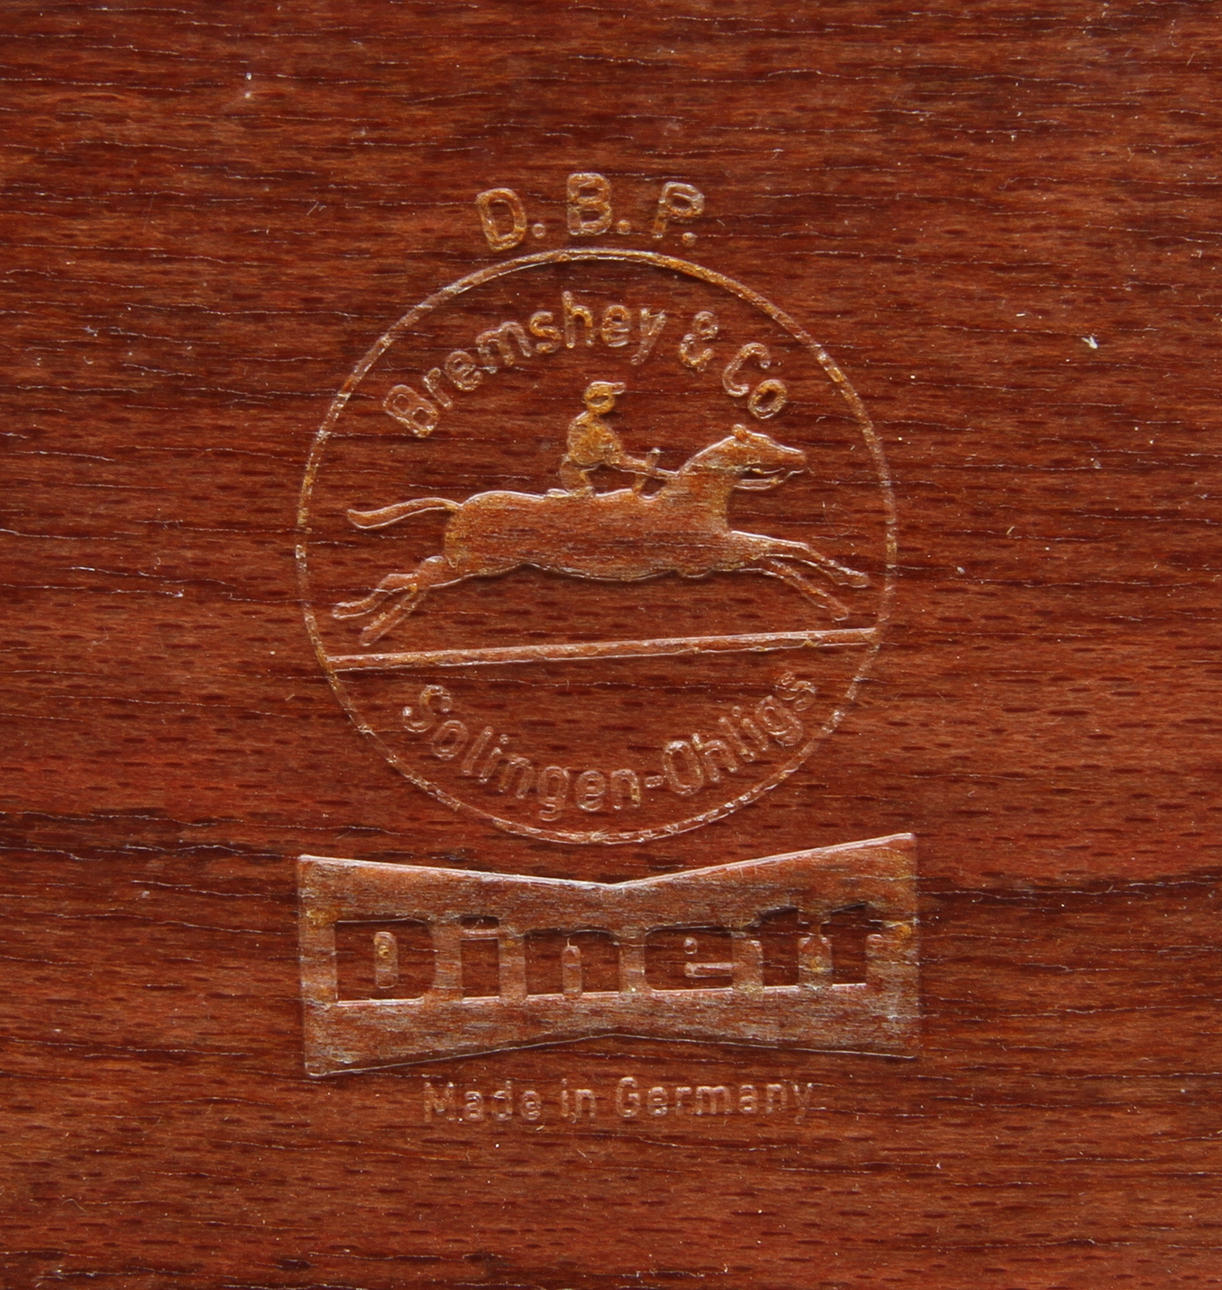 D. B. P.
Bremshey & Co
Solingen-Ohligs
Dinett
Made in Germany